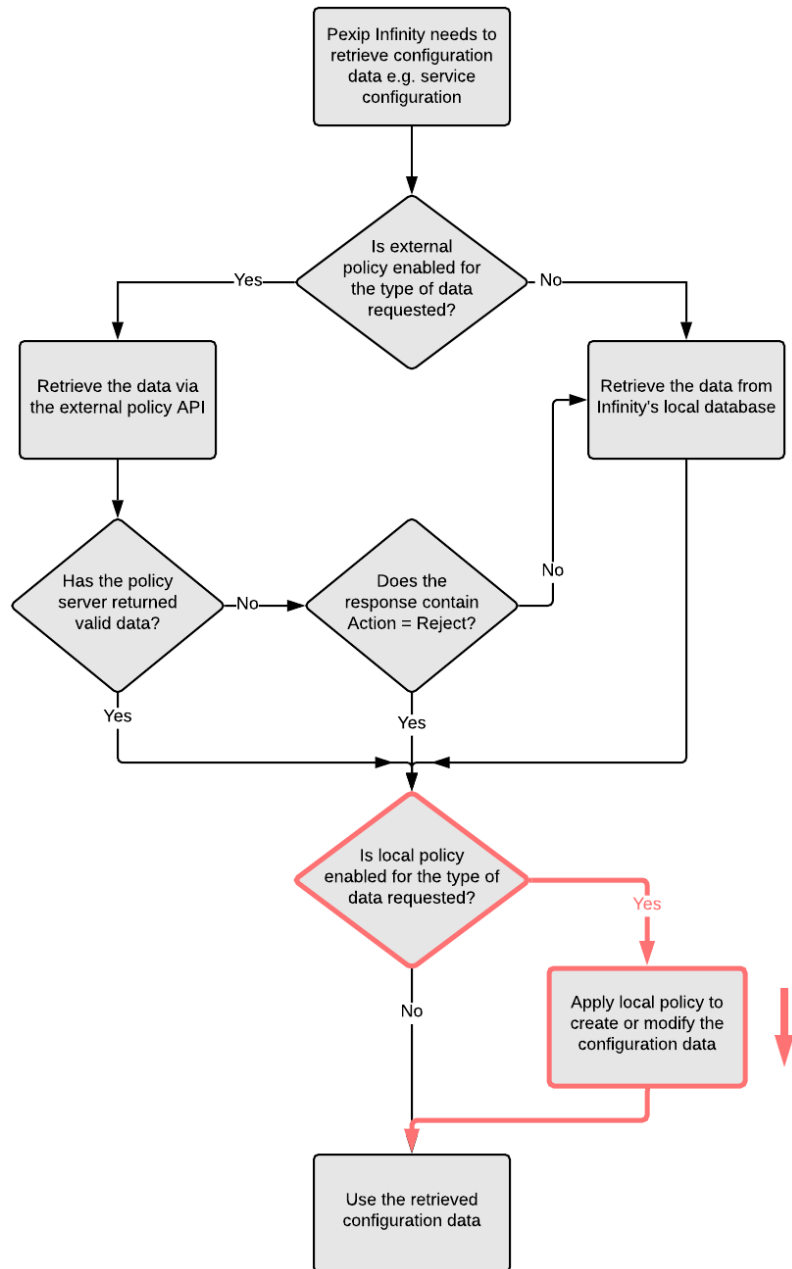 Pexip Infinity needs to
retrieve configuration
data e.g. service
configuration
Is external
policy enabled for
the type of data
requested?
Yes
No
Retrieve the data via
the external policy API
Retrieve the data from
Infinity's local database
Has the policy
server returned
valid data?
No
Does the
response contain
Action = Reject?
No
Yes
Yes
Is local policy
enabled for the type of
data requested?
Yes
No
Apply local policy to
create or modify the
configuration data
Use the retrieved
configuration data